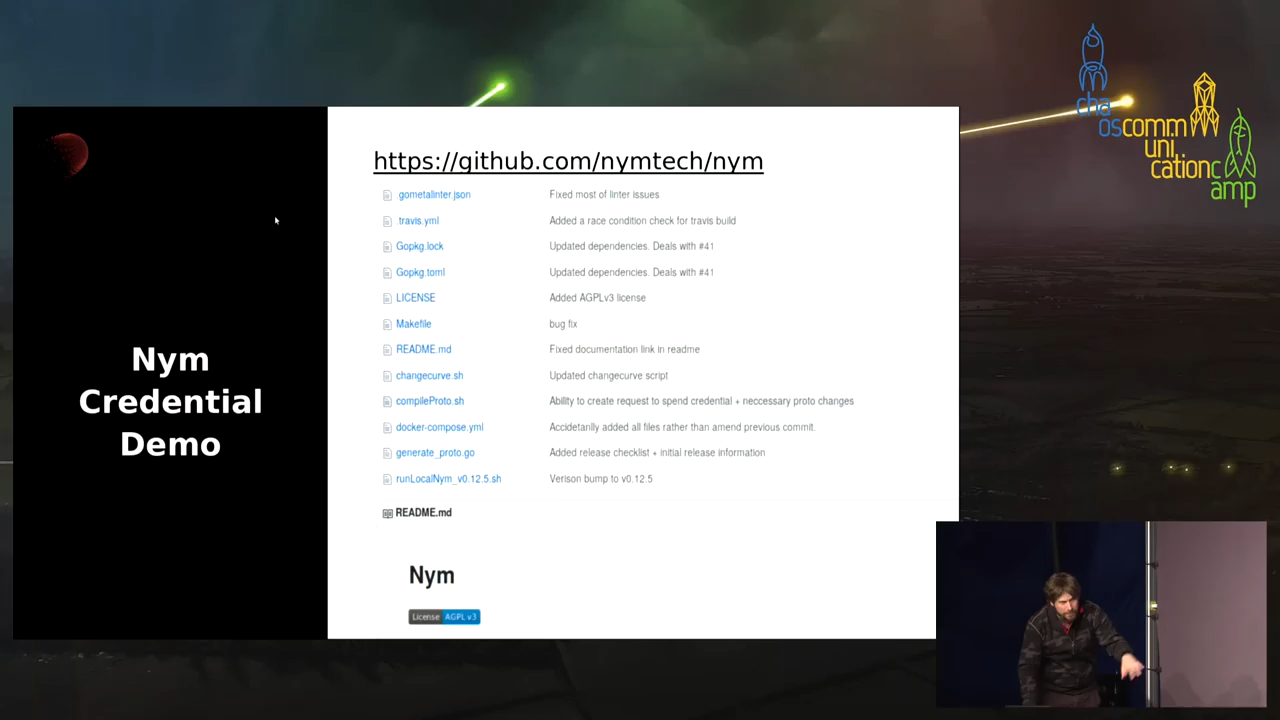 https://github.com/nymtech/nym
.gometalinter.json Fixed most of linter issues
.travis.yml Added a race condition check for travis build
Gopkg.lock Updated dependencies. Deals with #41
Gopkg.toml Updated dependencies. Deals with #41
LICENSE Added AGPLv3 license
Makefile bug fix
README.md Fixed documentation link in readme
changecurve.sh Updated changecurve script
compileProto.sh Ability to create request to spend credential + neccessary proto changes
docker-compose.yml Accidetanlly added all files rather than amend previous commit.
generate_proto.go Added release checklist + initial release information
runLocalNym_v0.12.5.sh Verison bump to v0.12.5
README.md
Nym
License AGPL v3
Nym
Credential
Demo
cha
oscomm
uni
cationc
amp